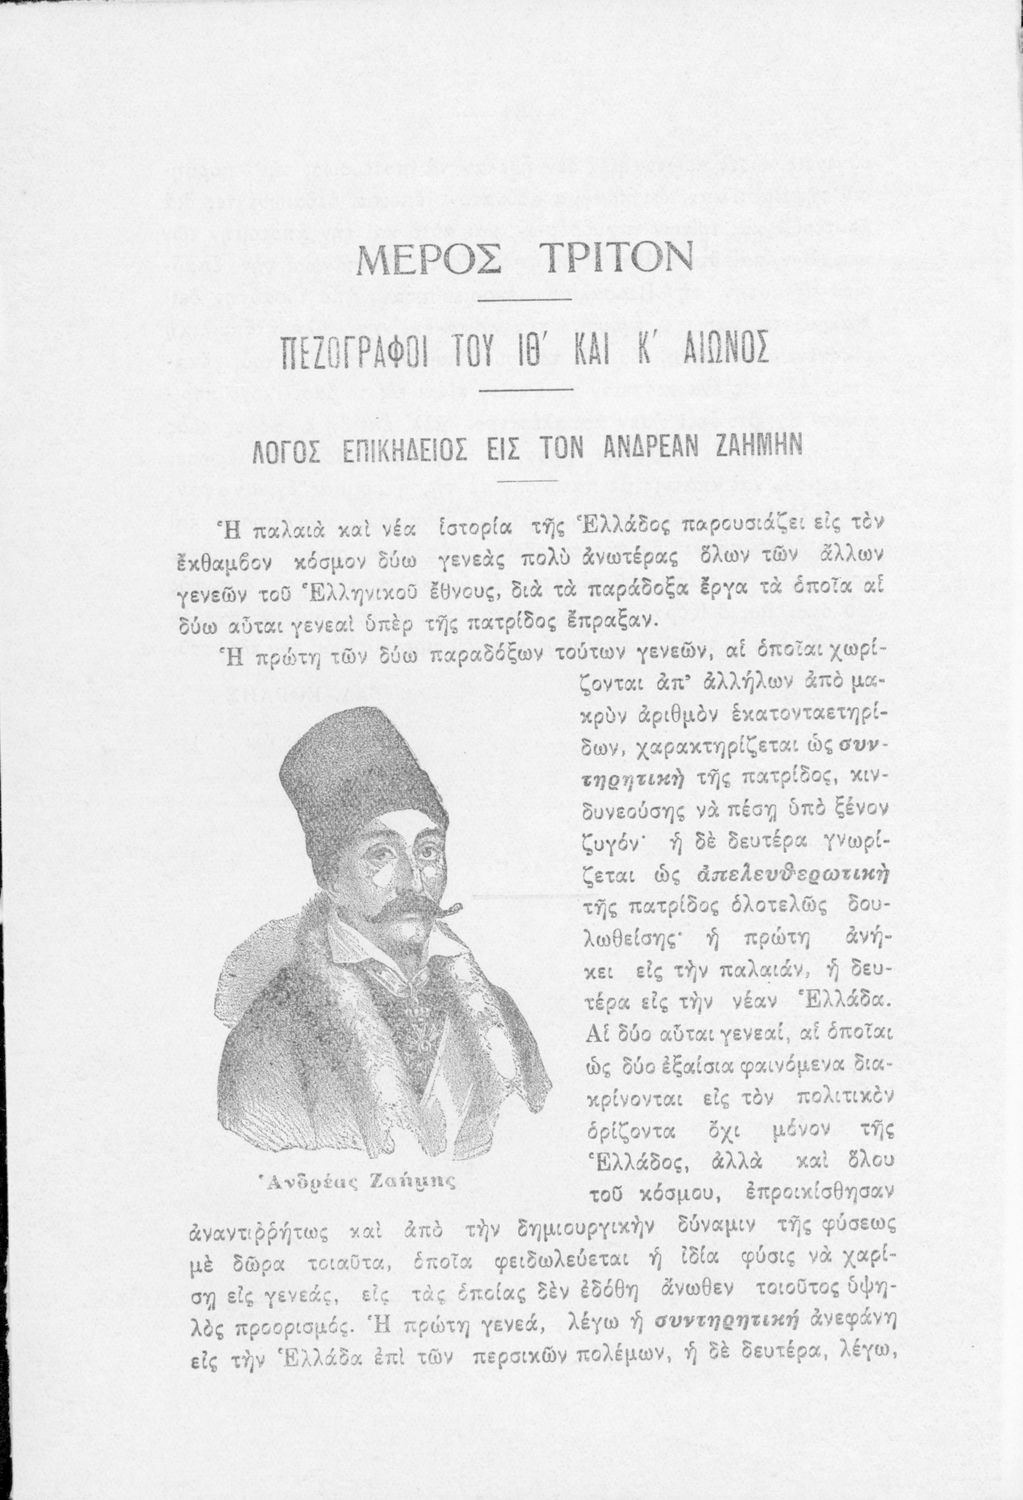 ΜΕΡΟΣ ΤΡΙΤΟΝ
ΠΕΖΟΓΡΑΦΟΙ ΤΟΥ ΙΘ′ ΚΑΙ Κ′ ΑΙΩΝΟΣ
ΛΟΓΟΣ ΕΠΙΚΗΔΕΙΟΣ ΕΙΣ ΤΟΝ ΑΝΔΡΕΑΝ ΖΑΗΜΗΝ
Ἡ παλαιὰ καὶ νέα ἱστορία τῆς Ἑλλάδος παρουσιάζει εἰς τὸν
ἔκθαμβον κόσμον δύω γενεὰς πολὺ ἀνωτέρας ὅλων τῶν ἄλλων
γενεῶν τοῦ Ἑλληνικοῦ ἔθνους, διὰ τὰ παράδοξα ἔργα τὰ ὁποῖα αἱ
δύω αὗται γενεαὶ ὑπὲρ τῆς πατρίδος ἔπραξαν.
Ἡ πρώτη τῶν δύω παραδόξων τούτων γενεῶν, αἱ ὁποῖαι χωρί-
ζονται ἀπ’ ἀλλήλων ἀπὸ μα-
κρὺν ἀριθμὸν ἑκατονταετηρί-
δων, χαρακτηρίζεται ὡς συν-
τηρητικὴ τῆς πατρίδος, κιν-
δυνεούσης νὰ πέσῃ ὑπὸ ξένον
ζυγόν· ἡ δὲ δευτέρα γνωρί-
ζεται ὡς ἀπελευθερωτικὴ
τῆς πατρίδος ὁλοτελῶς δου-
λωθείσης· ἡ πρώτη ἀνή-
κει εἰς τὴν παλαιάν, ἡ δευ-
τέρα εἰς τὴν νέαν Ἑλλάδα.
Αἱ δύο αὗται γενεαί, αἱ ὁποῖαι
ὡς δύο ἐξαίσια φαινόμενα δια-
κρίνονται εἰς τὸν πολιτικὸν
ὁρίζοντα ὄχι μόνον τῆς
Ἑλλάδος, ἀλλὰ καὶ ὅλου
τοῦ κόσμου, ἐπροικίσθησαν
Ἀνδρέας Ζαήμης
ἀναντιῤῥήτως καὶ ἀπὸ τὴν δημιουργικὴν δύναμιν τῆς φύσεως
μὲ δῶρα τοιαῦτα, ὁποῖα φειδωλεύεται ἡ ἰδία φύσις νὰ χαρί-
σῃ εἰς γενεάς, εἰς τὰς ὁποίας δὲν ἐδόθη ἄνωθεν τοιοῦτος ὑψη-
λὸς προορισμός. Ἡ πρώτη γενεά, λέγω ἡ συντηρητική ἀνεφάνη
εἰς τὴν Ἑλλάδα ἐπὶ τῶν περσικῶν πολέμων, ἡ δὲ δευτέρα, λέγω,